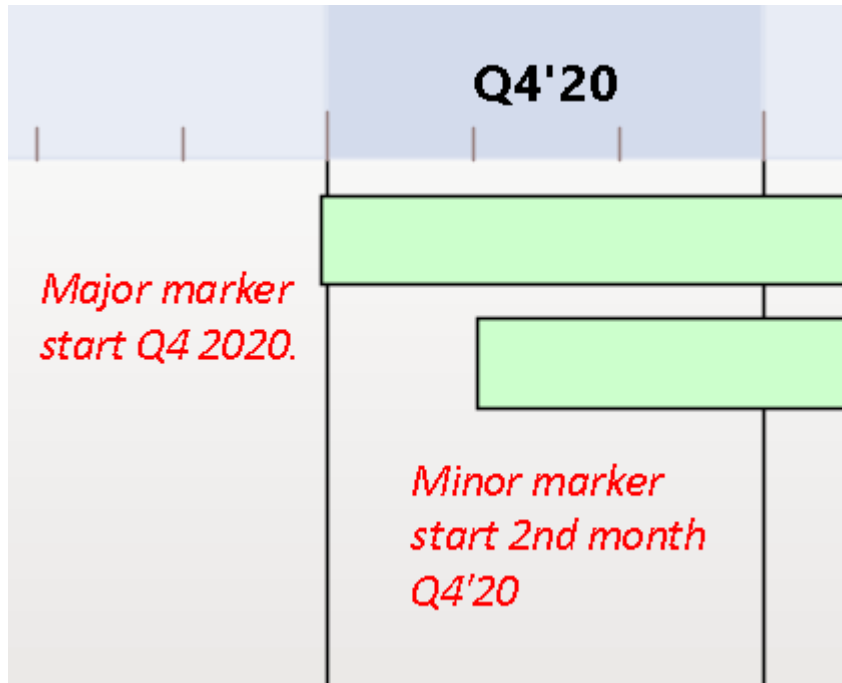 Q4'20
Major marker
start Q4 2020.
Minor marker
start 2nd month
Q4'20